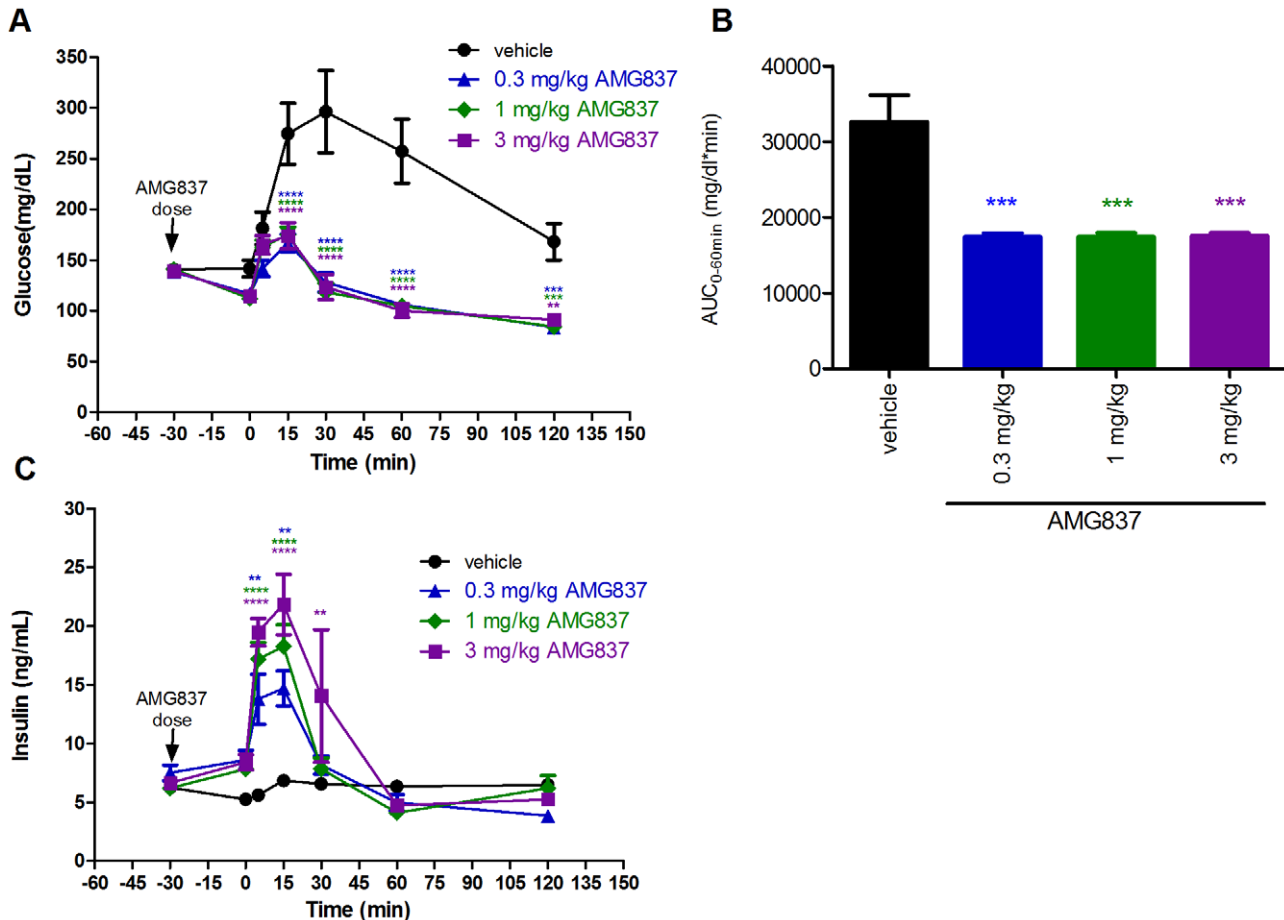 A
350
300
250
200
150
100
50
0
Glucose(mg/dL)
AMG837
dose
vehicle
0.3 mg/kg AMG837
1 mg/kg AMG837
3 mg/kg AMG837
****
****
****
****
****
****
****
****
****
***
***
**
-60 -45 -30 -15 0 15 30 45 60 75 90 105 120 135 150
Time (min)
B
40000
30000
20000
10000
0
AUC0-60min (mg/dl*min)
***
***
***
vehicle
0.3 mg/kg
1 mg/kg
3 mg/kg
AMG837
C
30
25
20
15
10
5
0
Insulin (ng/mL)
AMG837
dose
vehicle
0.3 mg/kg AMG837
1 mg/kg AMG837
3 mg/kg AMG837
**
****
****
**
****
****
**
-60 -45 -30 -15 0 15 30 45 60 75 90 105 120 135 150
Time (min)